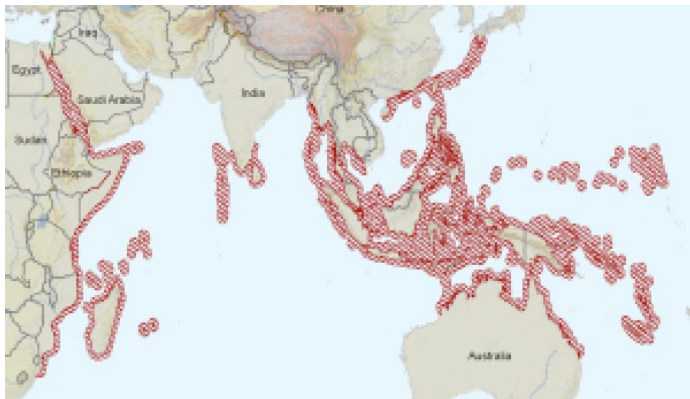 China
Iraq
Egypt
India
Saudi Arabia
Sudan
Ethiopia
Australia